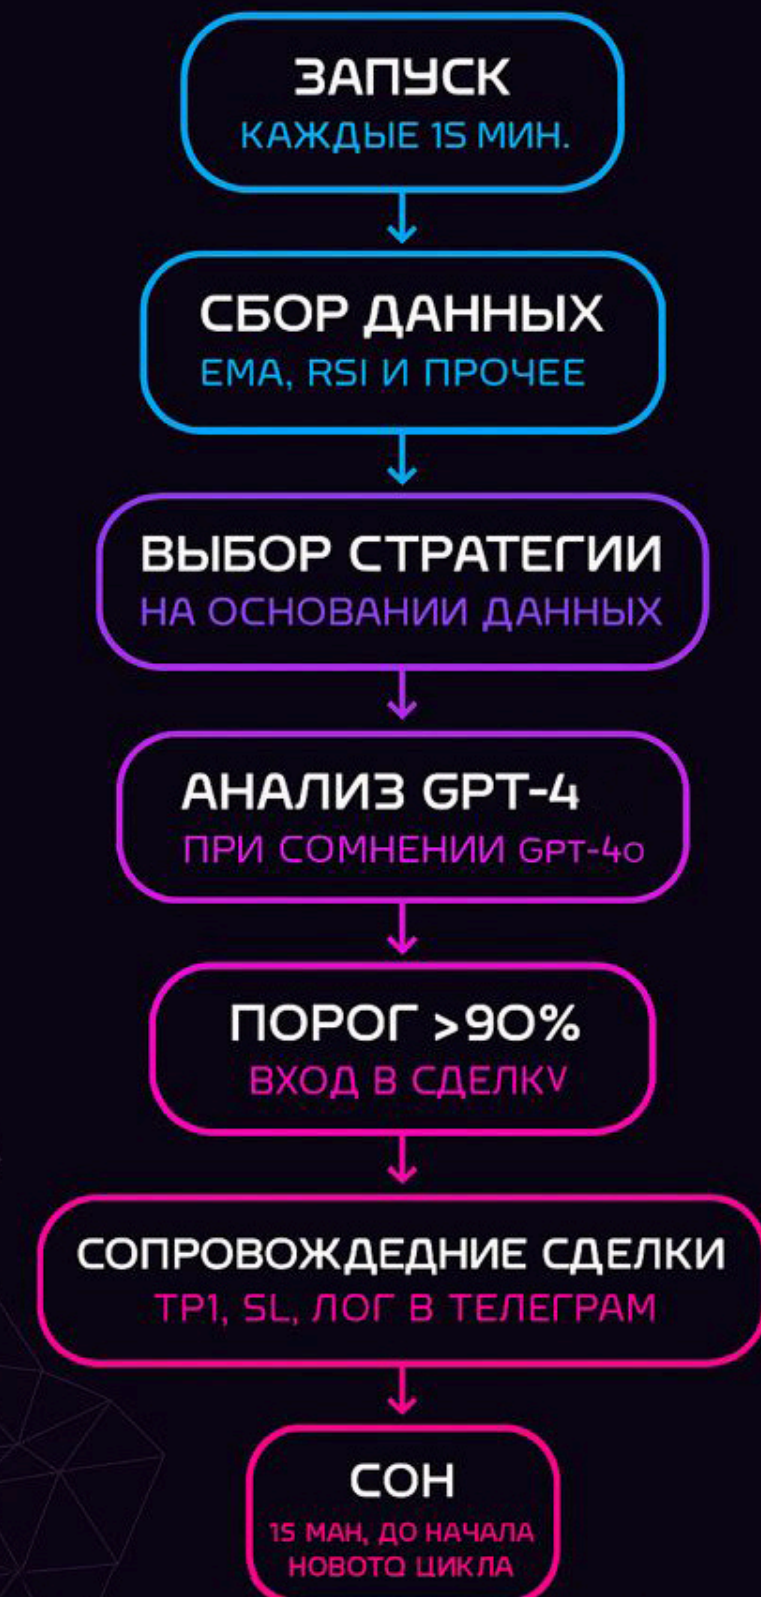 ЗАПУСК
КАЖДЫЕ 15 МИН.
СБОР ДАННЫХ
EMA, RSI И ПРОЧЕЕ
ВЫБОР СТРАТЕГИИ
НА ОСНОВАНИИ ДАННЫХ
АНАЛИЗ GPT-4
ПРИ СОМНЕНИИ GPT-4o
ПОРОГ >90%
ВХОД В СДЕЛКV
СОПРОВОЖДЕДНИЕ СДЕЛКИ
TP1, SL, ЛОГ В ТЕЛЕГРАМ
СОН
15 МАН, ДО НАЧАЛА
НОВОТО ЦИКЛА